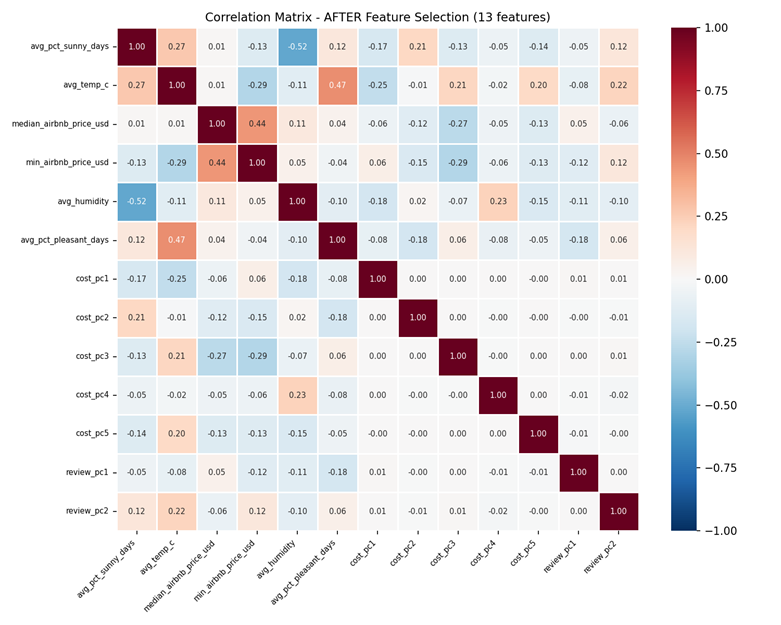 Correlation Matrix - AFTER Feature Selection (13 features)
avg_pct_sunny_days 1.00 0.27 0.01 -0.13 -0.52 0.12 -0.17 0.21 -0.13 -0.05 -0.14 -0.05 0.12
avg_temp_c 0.27 1.00 0.01 -0.29 -0.11 0.47 -0.25 -0.01 0.21 -0.02 0.20 -0.08 0.22
median_airbnb_price_usd 0.01 0.01 1.00 0.44 0.11 0.04 -0.06 -0.12 -0.27 -0.05 -0.13 0.05 -0.06
min_airbnb_price_usd -0.13 -0.29 0.44 1.00 0.05 -0.04 0.06 -0.15 -0.29 -0.06 -0.13 -0.12 0.12
avg_humidity -0.52 -0.11 0.11 0.05 1.00 -0.10 -0.18 0.02 -0.07 0.23 -0.15 -0.11 -0.10
avg_pct_pleasant_days 0.12 0.47 0.04 -0.04 -0.10 1.00 -0.08 -0.18 0.06 -0.08 -0.05 -0.18 0.06
cost_pc1 -0.17 -0.25 -0.06 0.06 -0.18 -0.08 1.00 0.00 0.00 0.00 -0.00 0.01 0.01
cost_pc2 0.21 -0.01 -0.12 -0.15 0.02 -0.18 0.00 1.00 -0.00 -0.00 -0.00 -0.00 -0.01
cost_pc3 -0.13 0.21 -0.27 -0.29 -0.07 0.06 0.00 -0.00 1.00 -0.00 0.00 0.00 0.01
cost_pc4 -0.05 -0.02 -0.05 -0.06 0.23 -0.08 0.00 -0.00 -0.00 1.00 0.00 -0.01 -0.02
cost_pc5 -0.14 0.20 -0.13 -0.13 -0.15 -0.05 -0.00 -0.00 0.00 0.00 1.00 -0.01 -0.00
review_pc1 -0.05 -0.08 0.05 -0.12 -0.11 -0.18 0.01 -0.00 0.00 -0.01 -0.01 1.00 0.00
review_pc2 0.12 0.22 -0.06 0.12 -0.10 0.06 0.01 -0.01 0.01 -0.02 -0.00 0.00 1.00
avg_pct_sunny_days
avg_temp_c
median_airbnb_price_usd
min_airbnb_price_usd
avg_humidity
avg_pct_pleasant_days
cost_pc1
cost_pc2
cost_pc3
cost_pc4
cost_pc5
review_pc1
review_pc2
1.00
0.75
0.50
0.25
0.00
−0.25
−0.50
−0.75
−1.00